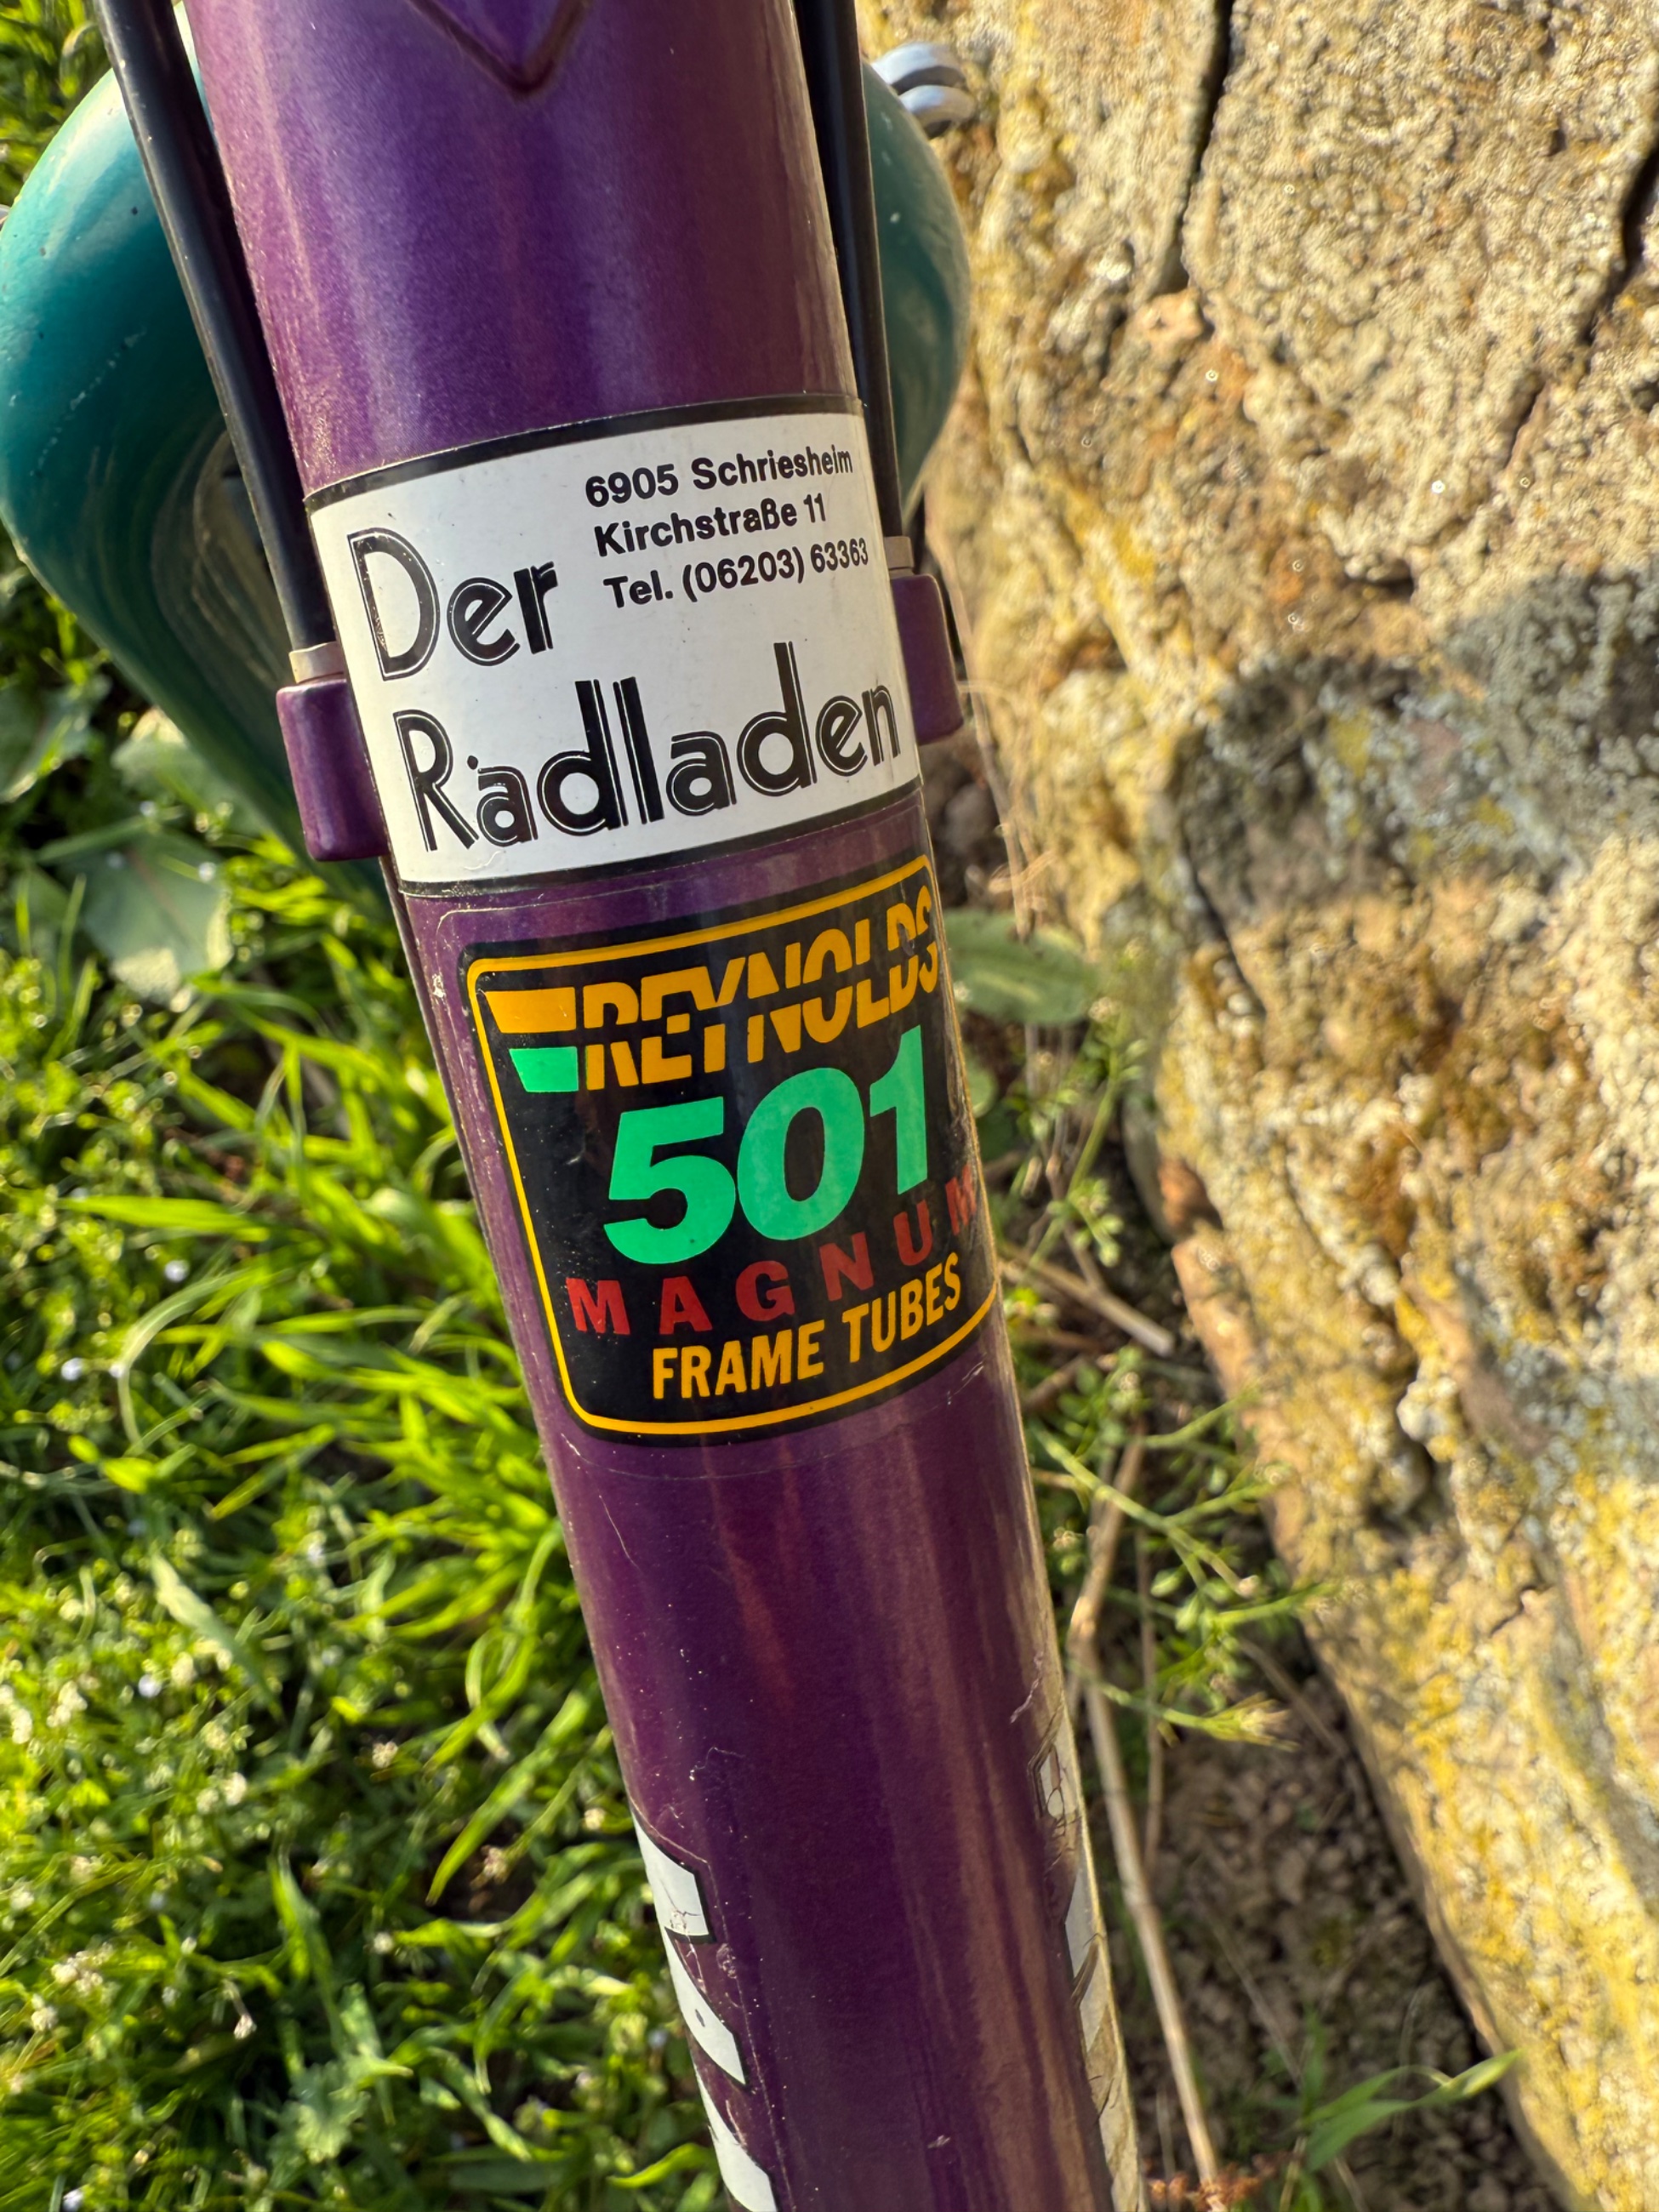 6905 Schriesheim
Kirchstraße 11
Tel. (06203) 63363
Der
Radladen
REYNOLDS
501
MAGNUM
FRAME TUBES